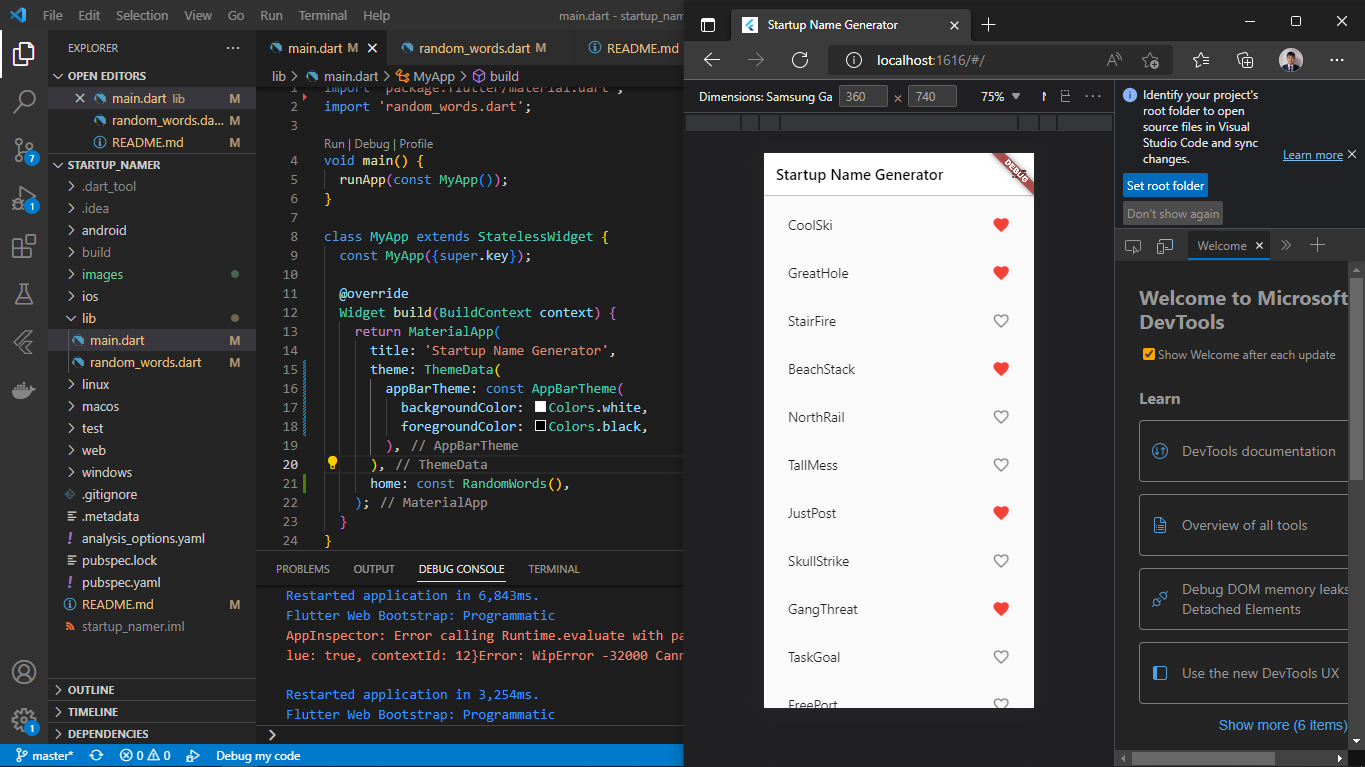 File Edit Selection View Go Run Terminal Help
main.dart - startup_nam
EXPLORER
OPEN EDITORS
main.dart lib M
random_words.da... M
README.md M
STARTUP_NAMER
.dart_tool
.idea
android
build
images
ios
lib
main.dart M
random_words.dart M
linux
macos
test
web
windows
.gitignore
.metadata
analysis_options.yaml
pubspec.lock
pubspec.yaml
README.md M
startup_namer.iml
OUTLINE
TIMELINE
DEPENDENCIES
7
1
1
main.dart M
random_words.dart M
README.md
lib > main.dart > MyApp > build
1 import 'package:flutter/material.dart';
2 import 'random_words.dart';
3
Run | Debug | Profile
4 void main() {
5 runApp(const MyApp());
6 }
7
8 class MyApp extends StatelessWidget {
9 const MyApp({super.key});
10
11 @override
12 Widget build(BuildContext context) {
13 return MaterialApp(
14 title: 'Startup Name Generator',
15 theme: ThemeData(
16 appBarTheme: const AppBarTheme(
17 backgroundColor: Colors.white,
18 foregroundColor: Colors.black,
19 ), // AppBarTheme
20 ), // ThemeData
21 home: const RandomWords(),
22 ); // MaterialApp
23 }
24 }
PROBLEMS OUTPUT DEBUG CONSOLE TERMINAL
Restarted application in 6,843ms.
Flutter Web Bootstrap: Programmatic
AppInspector: Error calling Runtime.evaluate with pa
lue: true, contextId: 12}Error: WipError -32000 Cann
Restarted application in 3,254ms.
Flutter Web Bootstrap: Programmatic
master* 0 0 Debug my code
Startup Name Generator
localhost:1616/#/
Dimensions: Samsung Ga 360 × 740 75%
Startup Name Generator
DEBUG
CoolSki
GreatHole
StairFire
BeachStack
NorthRail
TallMess
JustPost
SkullStrike
GangThreat
TaskGoal
FreePort
Identify your project's
root folder to open
source files in Visual
Studio Code and sync
changes.
Learn more
Set root folder
Don't show again
Welcome
Welcome to Microsoft
DevTools
Show Welcome after each update
Learn
DevTools documentation
Overview of all tools
Debug DOM memory leaks
Detached Elements
Use the new DevTools UX
Show more (6 items)